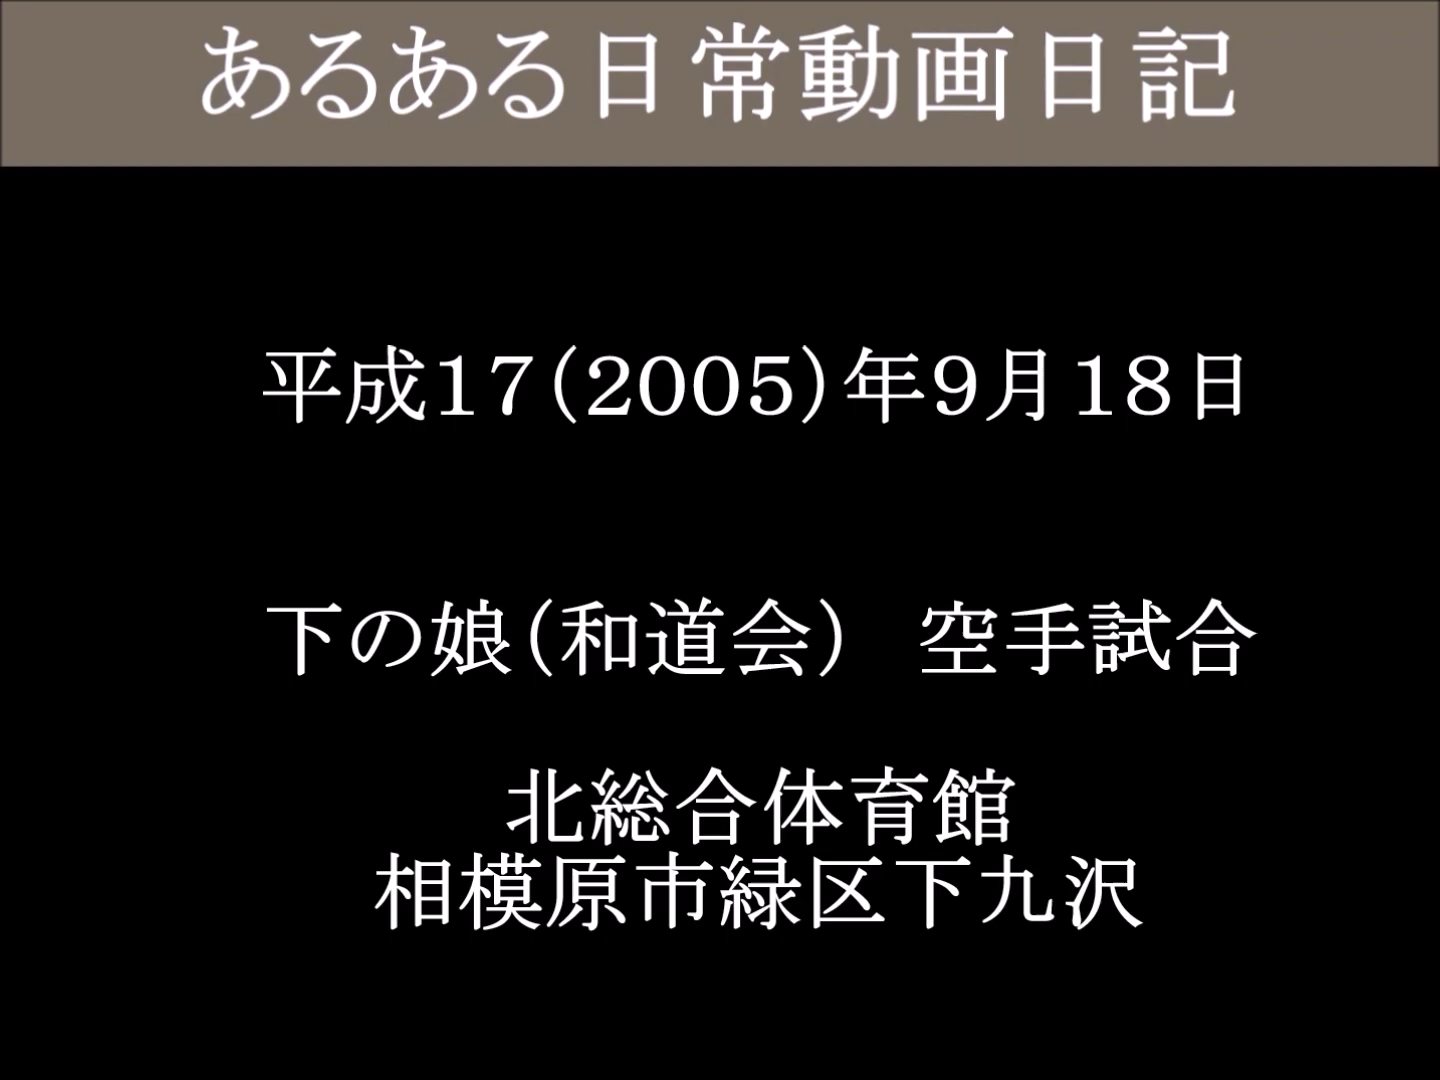 あるある日常動画日記
平成17(2005)年9月18日
下の娘(和道会)　空手試合
北総合体育館
相模原市緑区下九沢